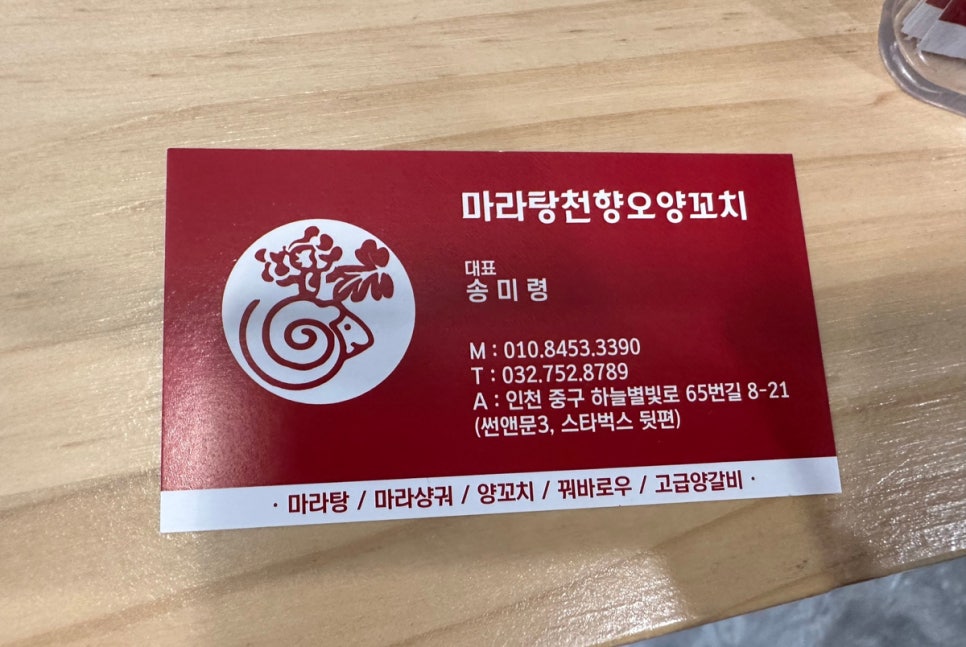 마라탕천향오양꼬치
대표
송 미 령
M : 010.8453.3390
T : 032.752.8789
A : 인천 중구 하늘별빛로 65번길 8-21
(썬앤문3, 스타벅스 뒷편)
· 마라탕 / 마라샹궈 / 양꼬치 / 꿔바로우 / 고급양갈비 ·